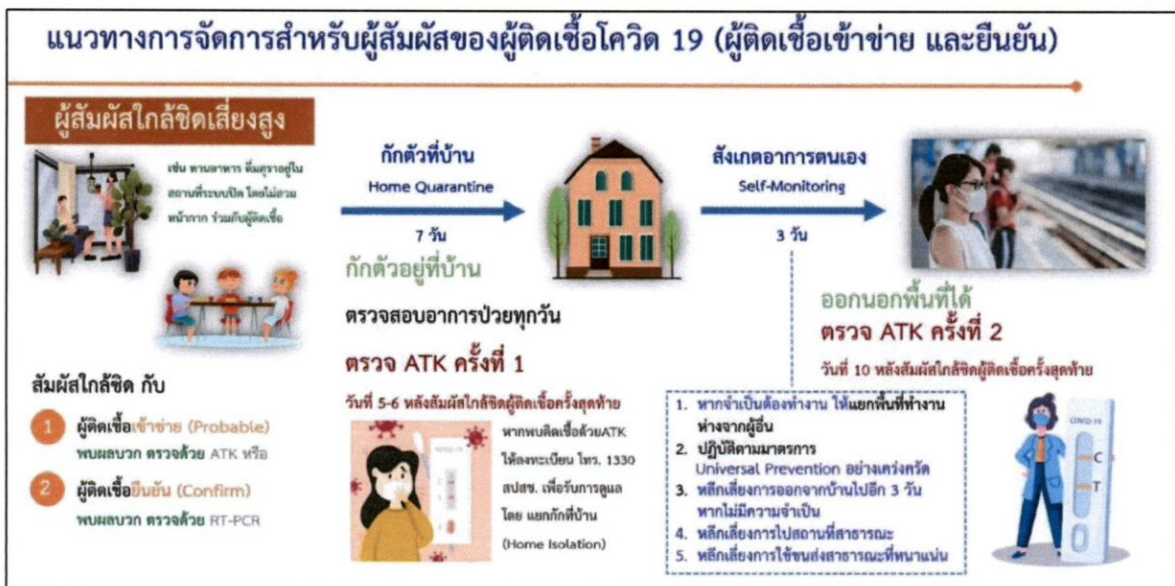 แนวทางการจัดการสำหรับผู้สัมผัสของผู้ติดเชื้อโควิด 19 (ผู้ติดเชื้อเข้าข่าย และยืนยัน)
ผู้สัมผัสใกล้ชิดเสี่ยงสูง
เช่น ทานอาหาร ดื่มสุราอยู่ใน
สถานที่ระบบปิด โดยไม่สวม
หน้ากาก ร่วมกับผู้ติดเชื้อ
สัมผัสใกล้ชิด กับ
1 ผู้ติดเชื้อเข้าข่าย (Probable)
พบผลบวก ตรวจด้วย ATK หรือ
2 ผู้ติดเชื้อยืนยัน (Confirm)
พบผลบวก ตรวจด้วย RT-PCR
กักตัวที่บ้าน
Home Quarantine
7 วัน
กักตัวอยู่ที่บ้าน
ตรวจสอบอาการป่วยทุกวัน
ตรวจ ATK ครั้งที่ 1
วันที่ 5-6 หลังสัมผัสใกล้ชิดผู้ติดเชื้อครั้งสุดท้าย
COVID-19
หากพบติดเชื้อด้วยATK
ให้ลงทะเบียน โทร. 1330
สปสช. เพื่อรับการดูแล
โดย แยกกักที่บ้าน
(Home Isolation)
สังเกตอาการตนเอง
Self-Monitoring
3 วัน
ออกนอกพื้นที่ได้
ตรวจ ATK ครั้งที่ 2
วันที่ 10 หลังสัมผัสใกล้ชิดผู้ติดเชื้อครั้งสุดท้าย
1. หากจำเป็นต้องทำงาน ให้แยกพื้นที่ทำงาน
ห่างจากผู้อื่น
2. ปฏิบัติตามมาตรการ
Universal Prevention อย่างเคร่งครัด
3. หลีกเลี่ยงการออกจากบ้านไปอีก 3 วัน
หากไม่มีความจำเป็น
4. หลีกเลี่ยงการไปสถานที่สาธารณะ
5. หลีกเลี่ยงการใช้ขนส่งสาธารณะที่หนาแน่น
COVID-19
C
T